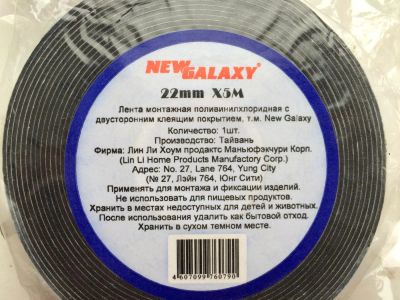 NEW GALAXY®
22mm X5M
Лента монтажная поливинилхлоридная с
двусторонним клеящим покрытием, т.м. New Galaxy
Количество: 1шт.
Производство: Тайвань
Фирма: Лин Ли Хоум продактс Маньюфэкчури Корп.
(Lin Li Home Products Manufactory Corp.)
Адрес: No. 27, Lane 764, Yung City
(№ 27, Лэйн 764, Юнг Сити)
Применять для монтажа и фиксации изделий.
Не использовать для пищевых продуктов.
Хранить в местах недоступных для детей и животных.
После использования удалить как бытовой отход.
Хранить в сухом темном месте.
4607099760790